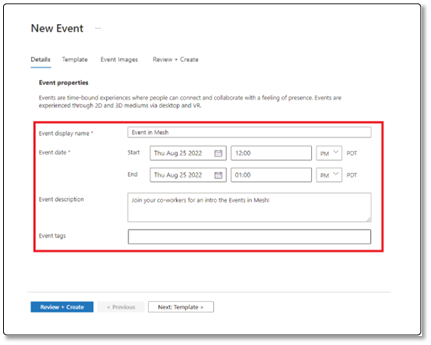 New Event ...
Details Template Event Images Review + Create
Event properties
Events are time-bound experiences where people can connect and collaborate with a feeling of presence. Events are
experienced through 2D and 3D mediums via desktop and VR.
Event display name * Event in Mesh
Event date * Start Thu Aug 25 2022 12:00 PM PDT
End Thu Aug 25 2022 01:00 PM PDT
Event description Join your co-workers for an intro the Events in Mesh!
Event tags
Review + Create < Previous Next: Template >